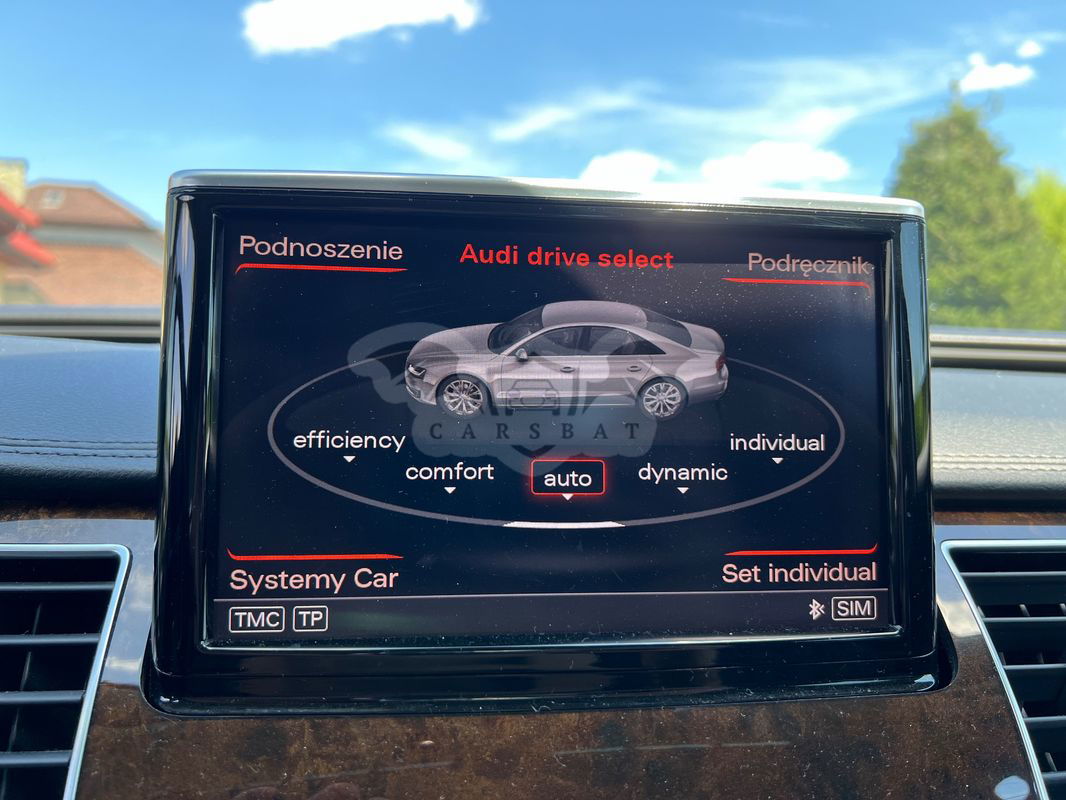 Podnoszenie
Audi drive select
Podręcznik
CARSBAT
efficiency
comfort
auto
dynamic
individual
Systemy Car
Set individual
TMC TP
SIM